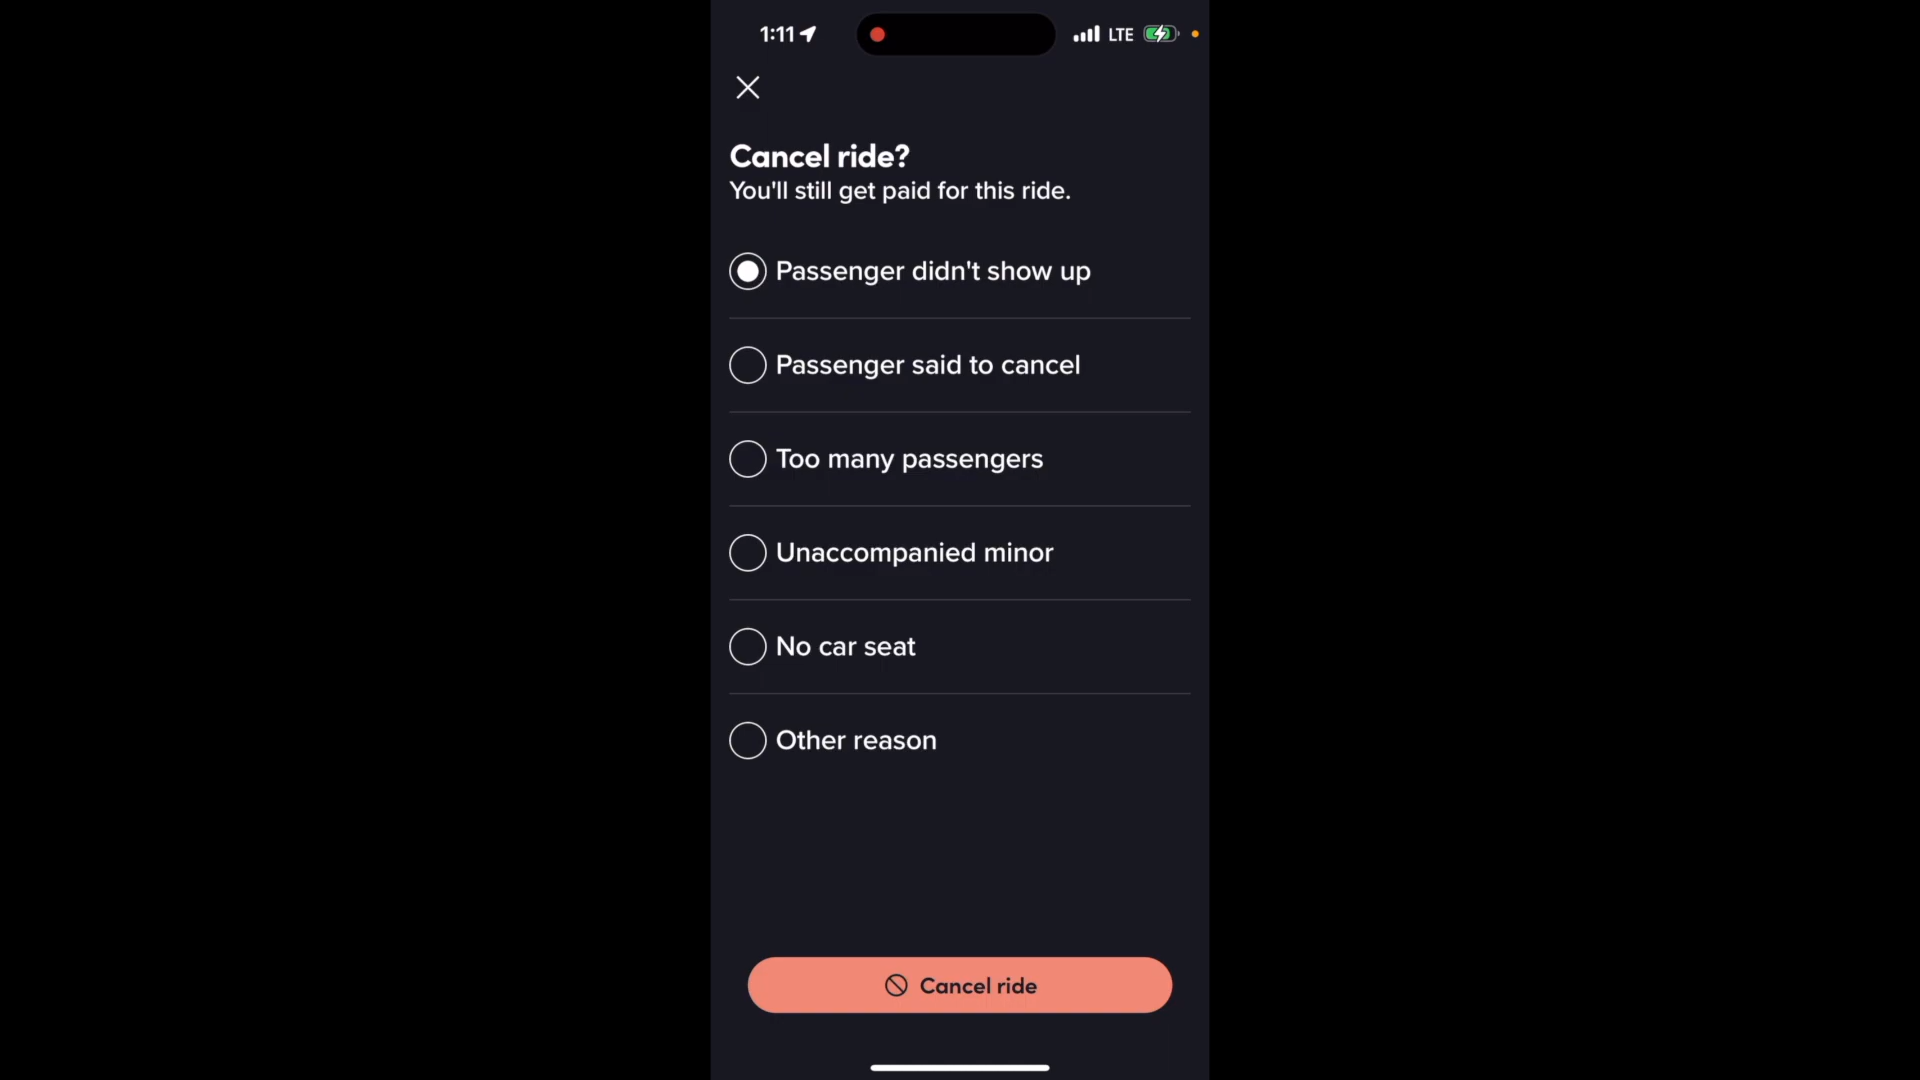 1:11
LTE
Cancel ride?
You'll still get paid for this ride.
Passenger didn't show up
Passenger said to cancel
Too many passengers
Unaccompanied minor
No car seat
Other reason
Cancel ride